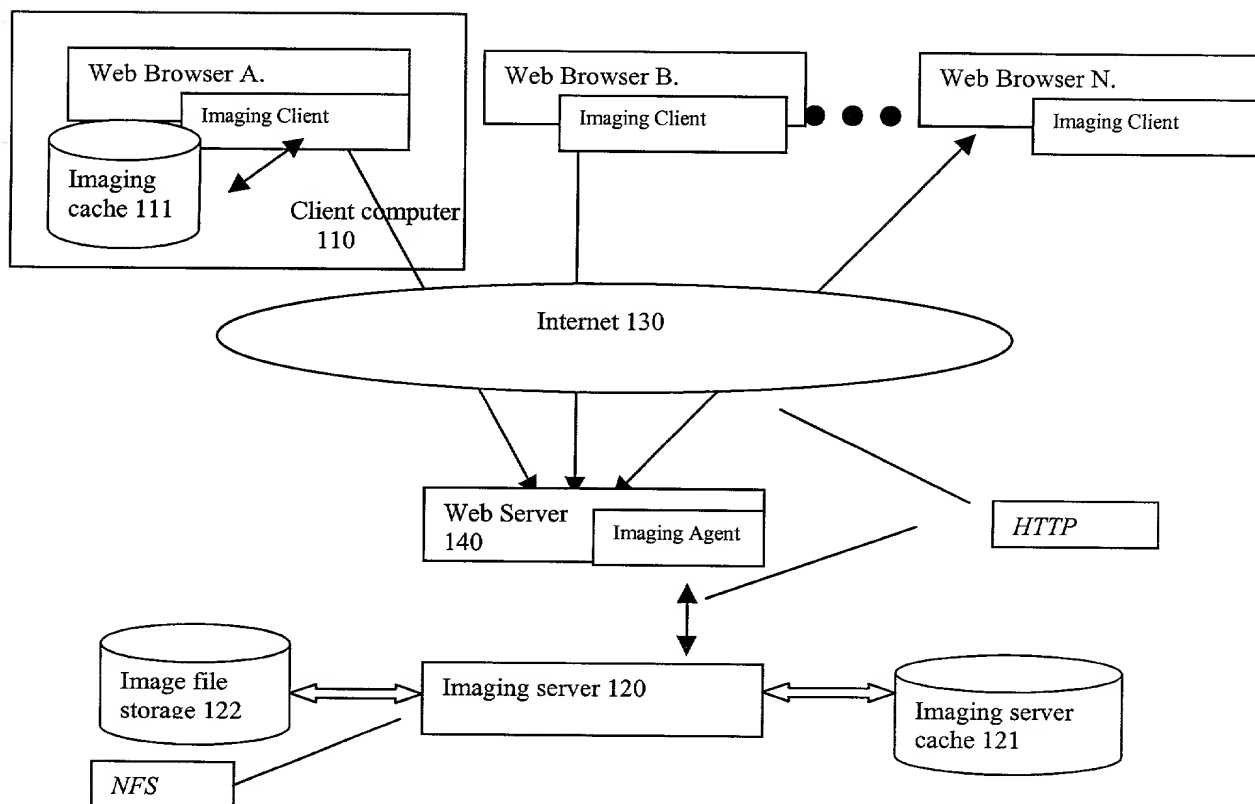 Web Browser A.
Imaging Client
Imaging
cache 111
Client computer
110
Web Browser B.
Imaging Client
Web Browser N.
Imaging Client
Internet 130
Web Server
140
Imaging Agent
HTTP
Image file
storage 122
Imaging server 120
Imaging server
cache 121
NFS